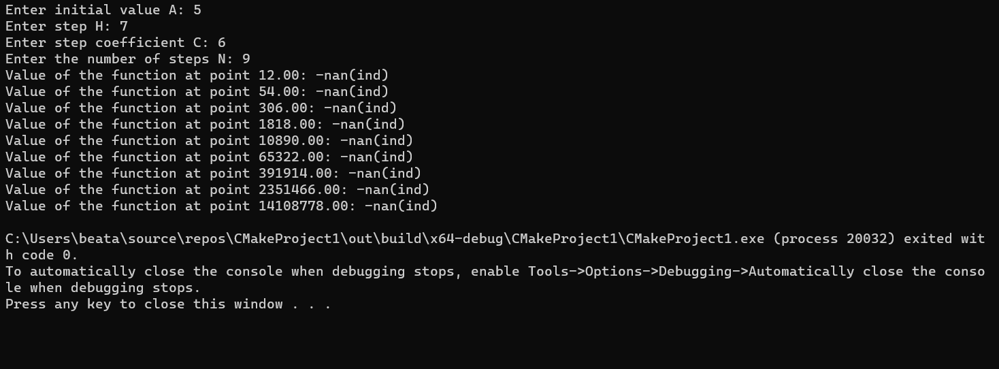 Enter initial value A: 5
Enter step H: 7
Enter step coefficient C: 6
Enter the number of steps N: 9
Value of the function at point 12.00: -nan(ind)
Value of the function at point 54.00: -nan(ind)
Value of the function at point 306.00: -nan(ind)
Value of the function at point 1818.00: -nan(ind)
Value of the function at point 10890.00: -nan(ind)
Value of the function at point 65322.00: -nan(ind)
Value of the function at point 391914.00: -nan(ind)
Value of the function at point 2351466.00: -nan(ind)
Value of the function at point 14108778.00: -nan(ind)
C:\Users\beata\source\repos\CMakeProject1\out\build\x64-debug\CMakeProject1\CMakeProject1.exe (process 20032) exited wit
h code 0.
To automatically close the console when debugging stops, enable Tools->Options->Debugging->Automatically close the conso
le when debugging stops.
Press any key to close this window . . .